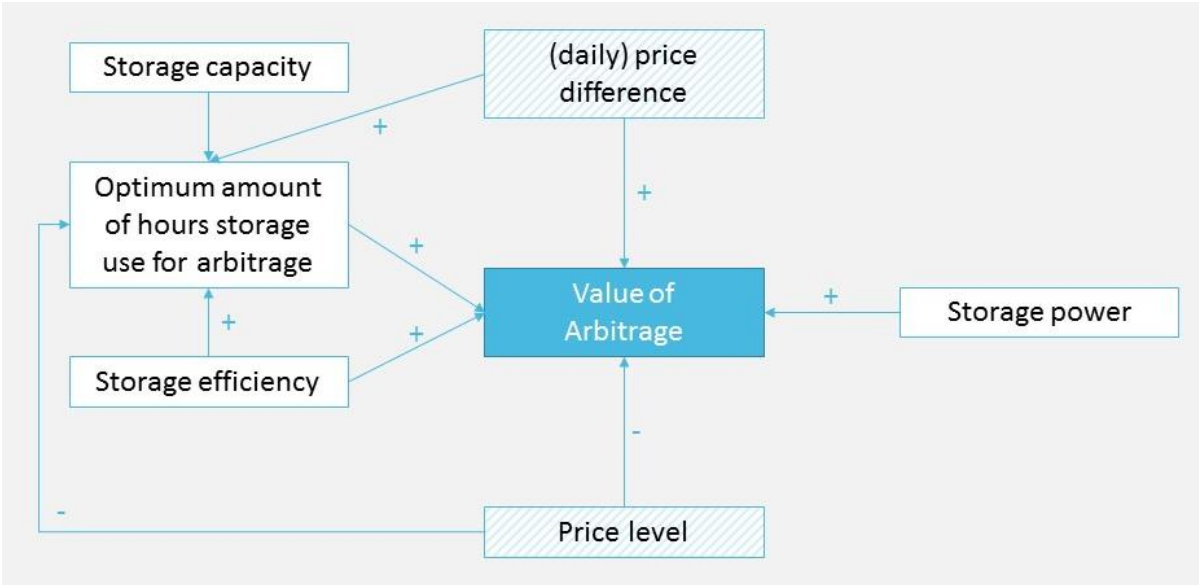 (daily) price
difference
Storage capacity
+
Optimum amount
of hours storage
use for arbitrage
+
+
Value of
Arbitrage
+
Storage power
+
+
Storage efficiency
-
-
Price level